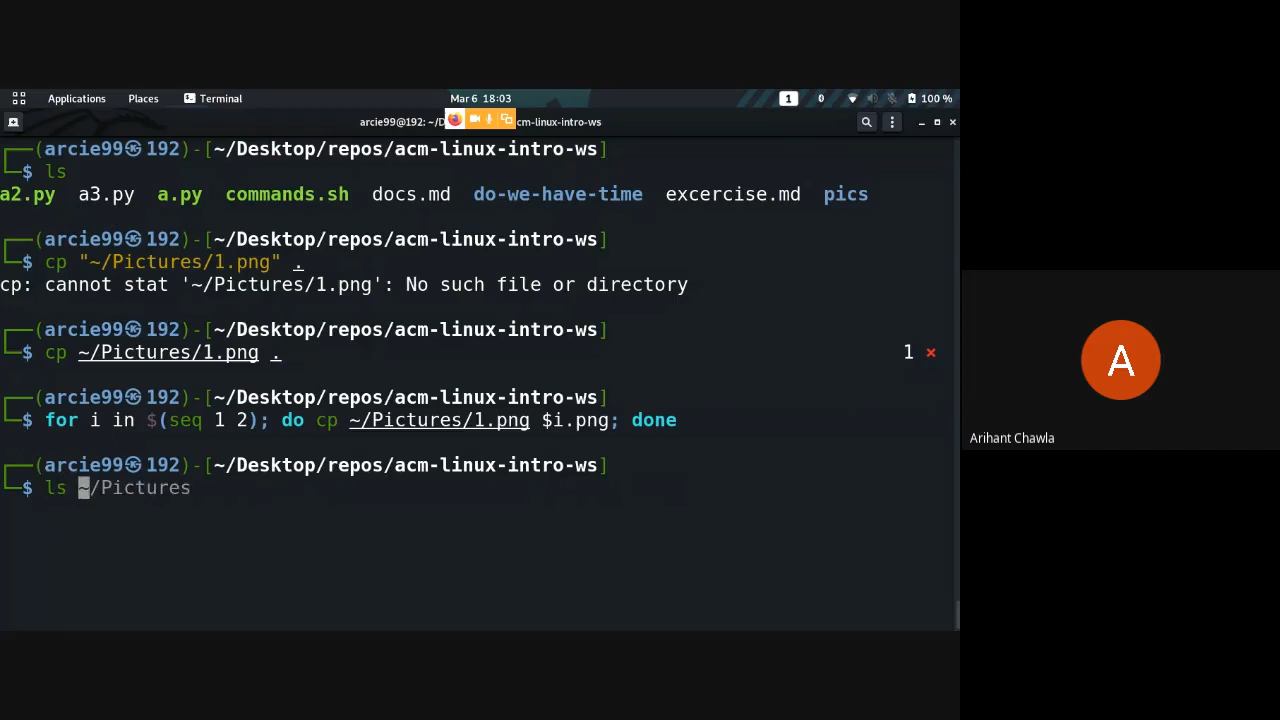 Applications Places Terminal Mar 6 18:03 1 0 100 %
arcie99@192: ~/D cm-linux-intro-ws
┌──(arcie99㉿192)-[~/Desktop/repos/acm-linux-intro-ws]
└─$ ls
a2.py a3.py a.py commands.sh docs.md do-we-have-time excercise.md pics
┌──(arcie99㉿192)-[~/Desktop/repos/acm-linux-intro-ws]
└─$ cp "~/Pictures/1.png" .
cp: cannot stat '~/Pictures/1.png': No such file or directory
┌──(arcie99㉿192)-[~/Desktop/repos/acm-linux-intro-ws]
└─$ cp ~/Pictures/1.png . 1 ✘
┌──(arcie99㉿192)-[~/Desktop/repos/acm-linux-intro-ws]
└─$ for i in $(seq 1 2); do cp ~/Pictures/1.png $i.png; done
┌──(arcie99㉿192)-[~/Desktop/repos/acm-linux-intro-ws]
└─$ ls ~/Pictures
A
Arihant Chawla